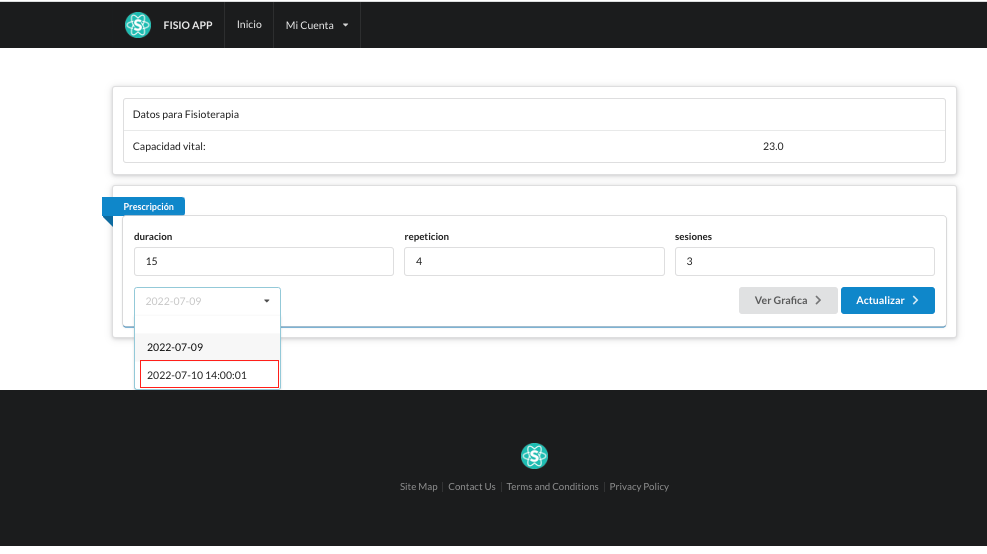 FISIO APP Inicio Mi Cuenta
Datos para Fisioterapia
Capacidad vital: 23.0
Prescripción
duracion repeticion sesiones
15 4 3
2022-07-09 Ver Grafica Actualizar
2022-07-09
2022-07-10 14:00:01
S
Site Map Contact Us Terms and Conditions Privacy Policy